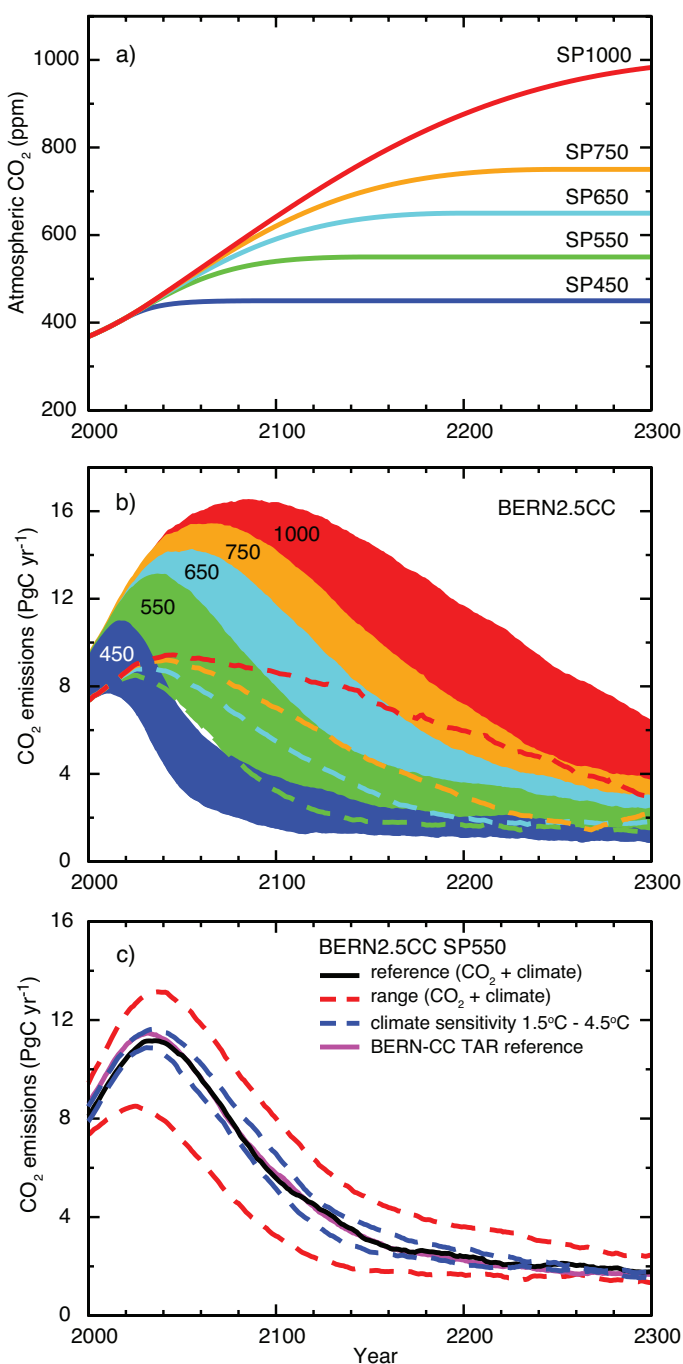 a)
SP1000
SP750
SP650
SP550
SP450
Atmospheric CO₂ (ppm)
1000
800
600
400
200
2000 2100 2200 2300
b)
BERN2.5CC
1000
750
650
550
450
CO₂ emissions (PgC yr⁻¹)
16
12
8
4
0
2000 2100 2200 2300
c)
BERN2.5CC SP550
reference (CO₂ + climate)
range (CO₂ + climate)
climate sensitivity 1.5°C - 4.5°C
BERN-CC TAR reference
CO₂ emissions (PgC yr⁻¹)
16
12
8
4
0
2000 2100 2200 2300
Year